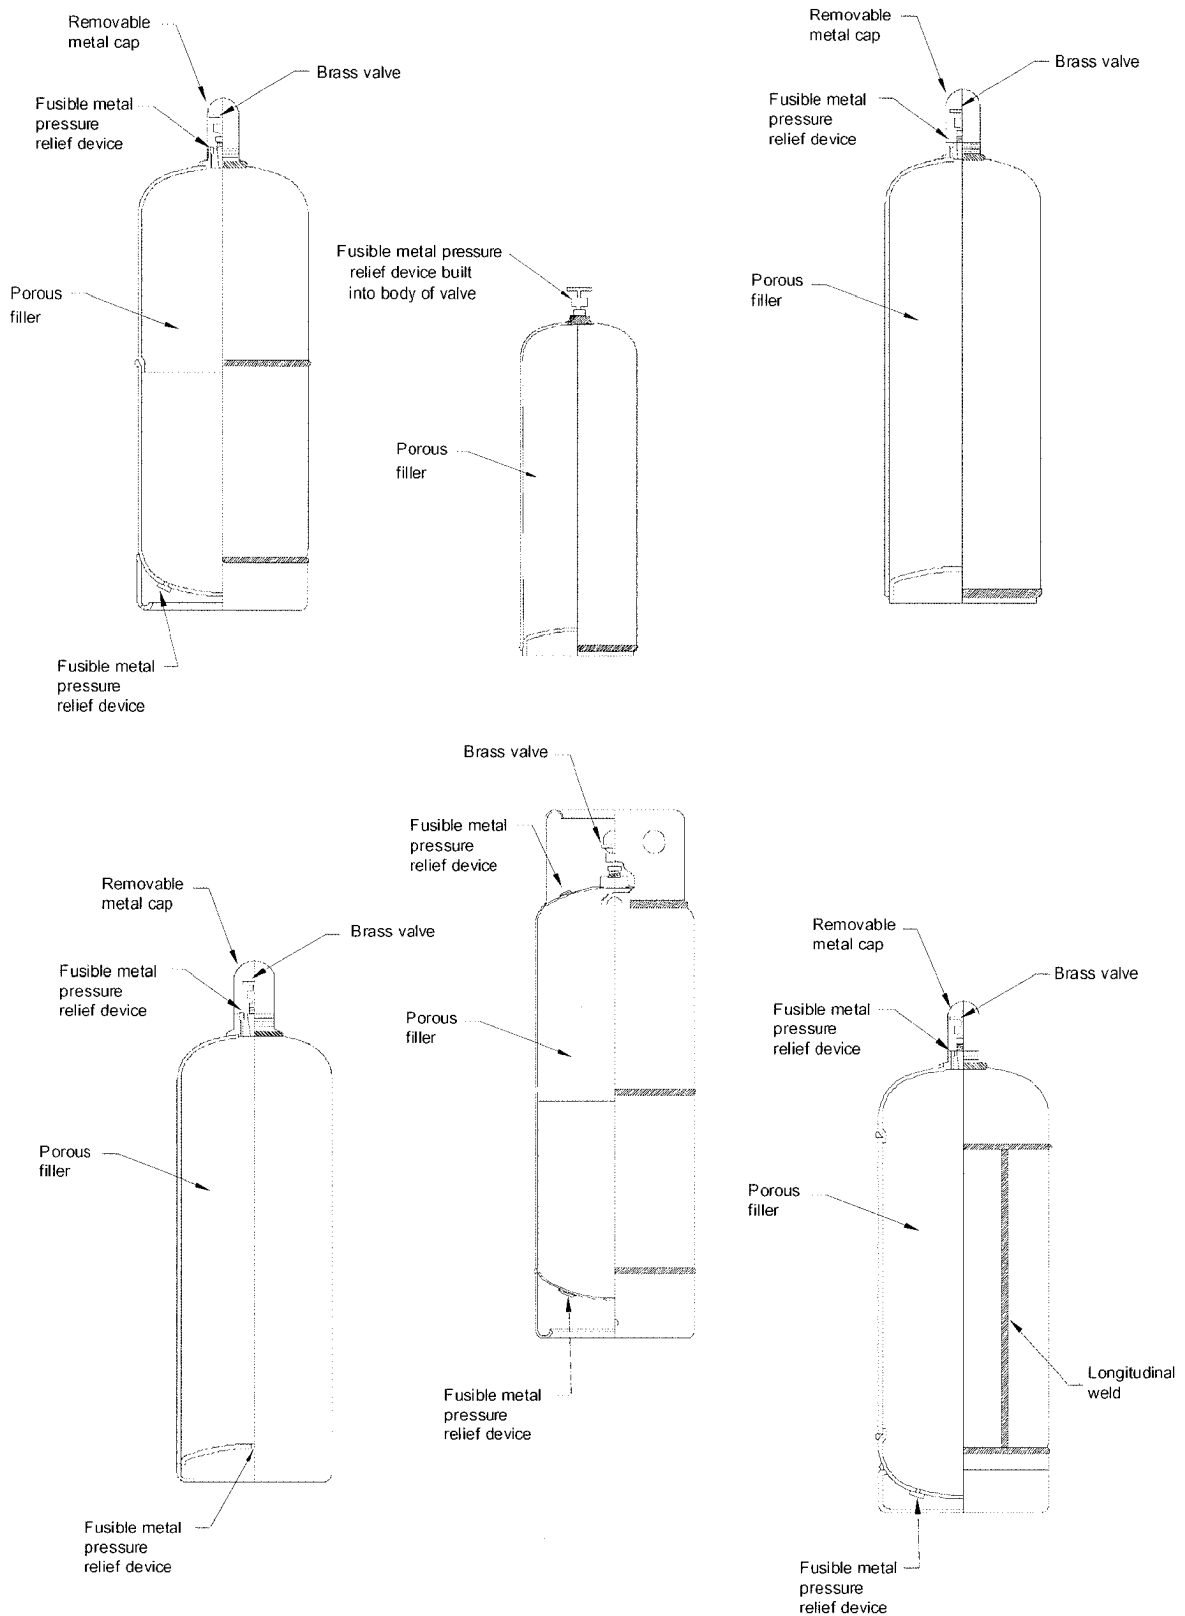 Removable
metal cap
Brass valve
Fusible metal
pressure
relief device
Porous
filler
Fusible metal
pressure
relief device
Fusible metal pressure
relief device built
into body of valve
Porous
filler
Removable
metal cap
Brass valve
Fusible metal
pressure
relief device
Porous
filler
Removable
metal cap
Brass valve
Fusible metal
pressure
relief device
Porous
filler
Fusible metal
pressure
relief device
Brass valve
Fusible metal
pressure
relief device
Porous
filler
Fusible metal
pressure
relief device
Removable
metal cap
Brass valve
Fusible metal
pressure
relief device
Porous
filler
Longitudinal
weld
Fusible metal
pressure
relief device